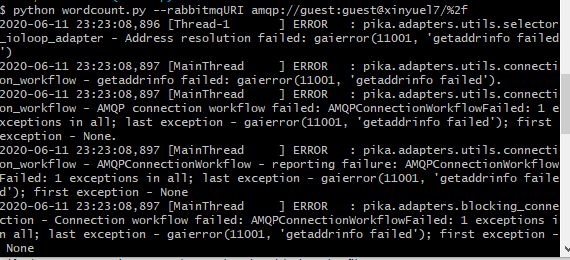 $ python wordcount.py --rabbitmqURI amqp://guest:guest@xinyuel7/%2f
2020-06-11 23:23:08,896 [Thread-1      ] ERROR   : pika.adapters.utils.selector
_ioloop_adapter - Address resolution failed: gaierror(11001, 'getaddrinfo failed
')
2020-06-11 23:23:08,897 [MainThread    ] ERROR   : pika.adapters.utils.connecti
on_workflow - getaddrinfo failed: gaierror(11001, 'getaddrinfo failed').
2020-06-11 23:23:08,897 [MainThread    ] ERROR   : pika.adapters.utils.connecti
on_workflow - AMQP connection workflow failed: AMQPConnectionWorkflowFailed: 1 e
xceptions in all; last exception - gaierror(11001, 'getaddrinfo failed'); first
exception - None.
2020-06-11 23:23:08,897 [MainThread    ] ERROR   : pika.adapters.utils.connecti
on_workflow - AMQPConnectionWorkflow - reporting failure: AMQPConnectionWorkflow
Failed: 1 exceptions in all; last exception - gaierror(11001, 'getaddrinfo faile
d'); first exception - None
2020-06-11 23:23:08,897 [MainThread    ] ERROR   : pika.adapters.blocking_conne
ction - Connection workflow failed: AMQPConnectionWorkflowFailed: 1 exceptions i
n all; last exception - gaierror(11001, 'getaddrinfo failed'); first exception -
 None